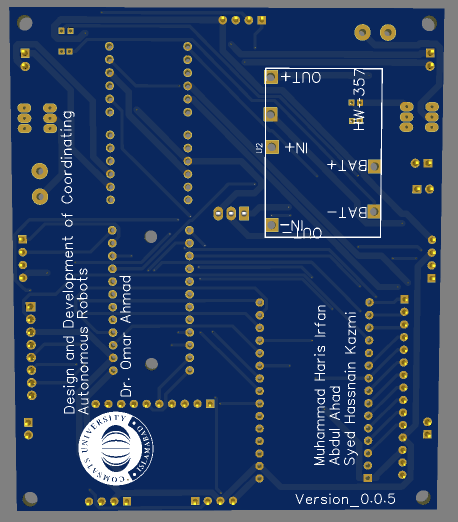 OUT+
HW-357
U2
IN+
BAT+
BAT-
IN-
OUT-
Design and Development of Coordinating
Autonomous Robots
Dr. Omar Ahmad
Muhammad Haris Irfan
Abdul Ahad
Syed Hassnain Kazmi
COMSATS UNIVERSITY
ISLAMABAD
Version_0.0.5